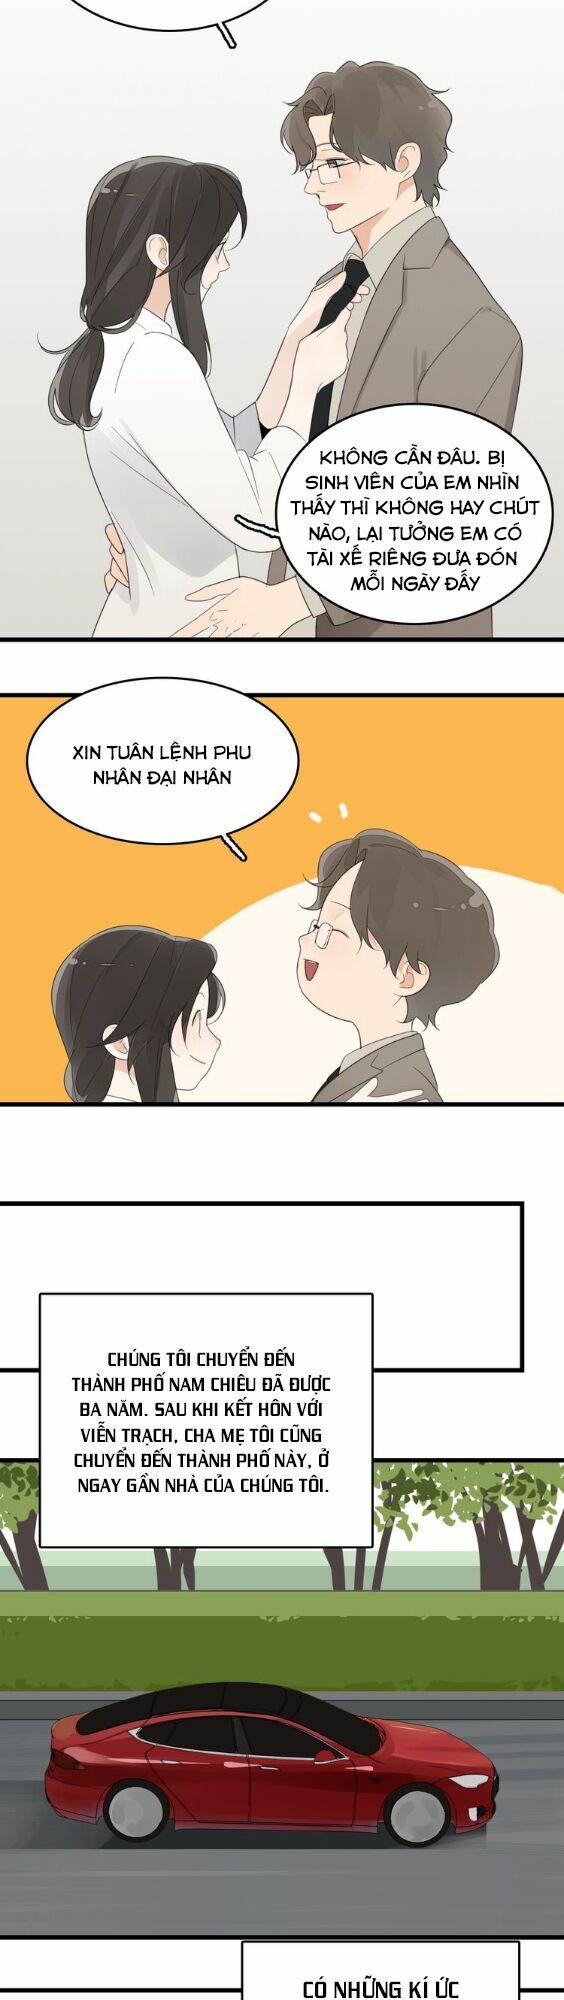 KHÔNG CẦN ĐÂU. BỊ
SINH VIÊN CỦA EM NHÌN
THẤY THÌ KHÔNG HAY CHÚT
NÀO, LẠI TƯỞNG EM CÓ
TÀI XẾ RIÊNG ĐƯA ĐÓN
MỖI NGÀY ĐẤY
XIN TUÂN LỆNH PHU
NHÂN ĐẠI NHÂN
CHÚNG TÔI CHUYỂN ĐẾN
THÀNH PHỐ NAM CHIÊU ĐÃ ĐƯỢC
BA NĂM. SAU KHI KẾT HÔN VỚI
VIỄN TRẠCH, CHA MẸ TÔI CŨNG
CHUYỂN ĐẾN THÀNH PHỐ NÀY, Ở
NGAY GẦN NHÀ CỦA CHÚNG TÔI.
CÓ NHỮNG KÍ ỨC